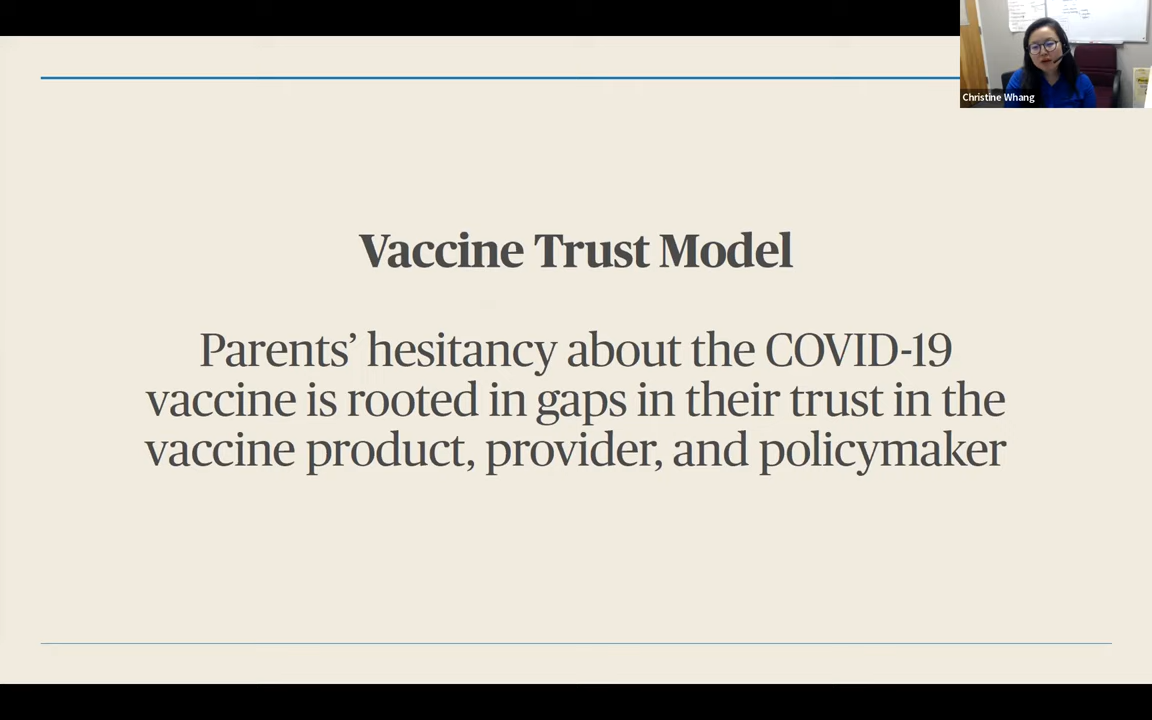 Christine Whang
Vaccine Trust Model
Parents’ hesitancy about the COVID-19
vaccine is rooted in gaps in their trust in the
vaccine product, provider, and policymaker